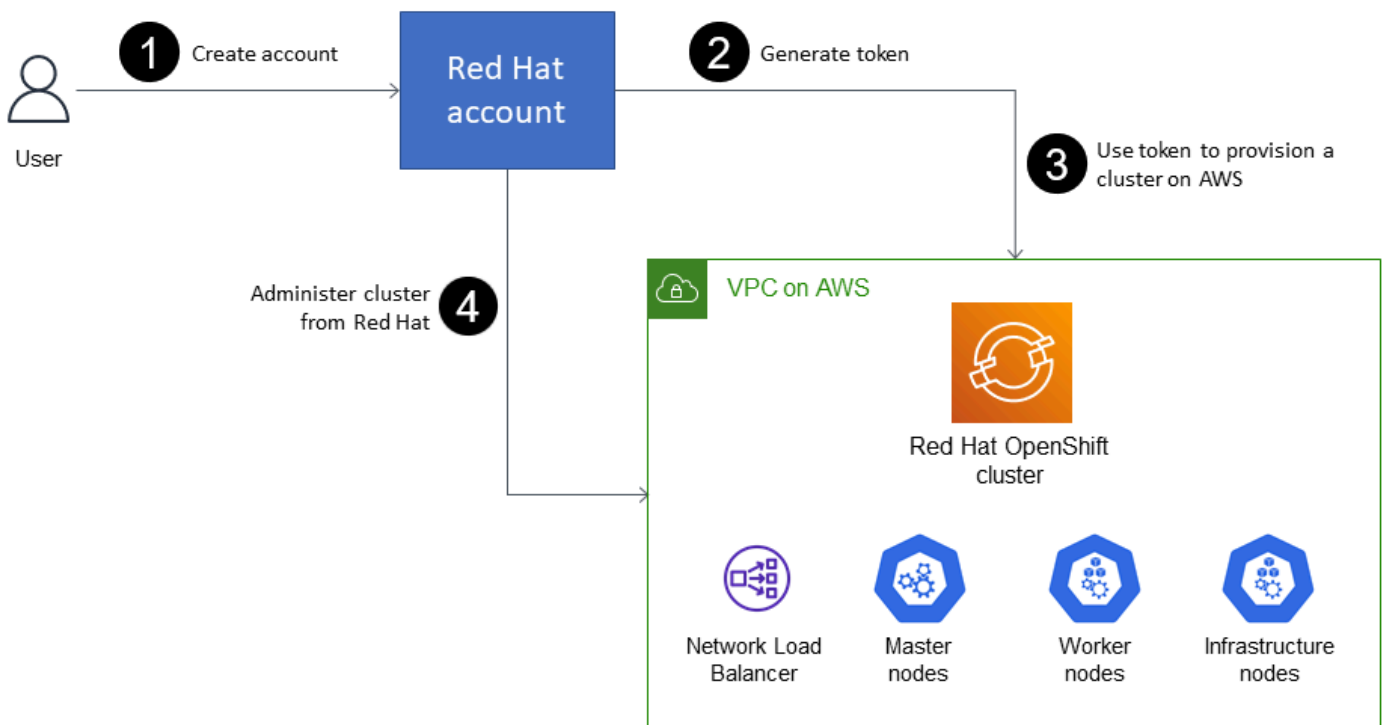 1
Create account
User
Red Hat
account
2
Generate token
3
Use token to provision a
cluster on AWS
Administer cluster
from Red Hat
4
VPC on AWS
Red Hat OpenShift
cluster
Network Load
Balancer
Master
nodes
Worker
nodes
Infrastructure
nodes